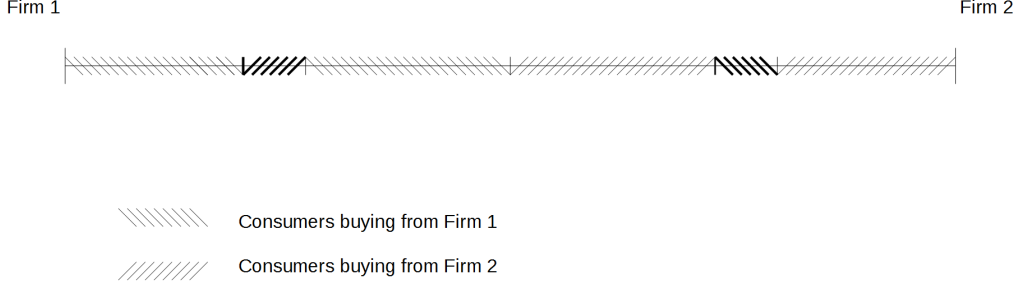 Firm 1
Firm 2
Consumers buying from Firm 1
Consumers buying from Firm 2